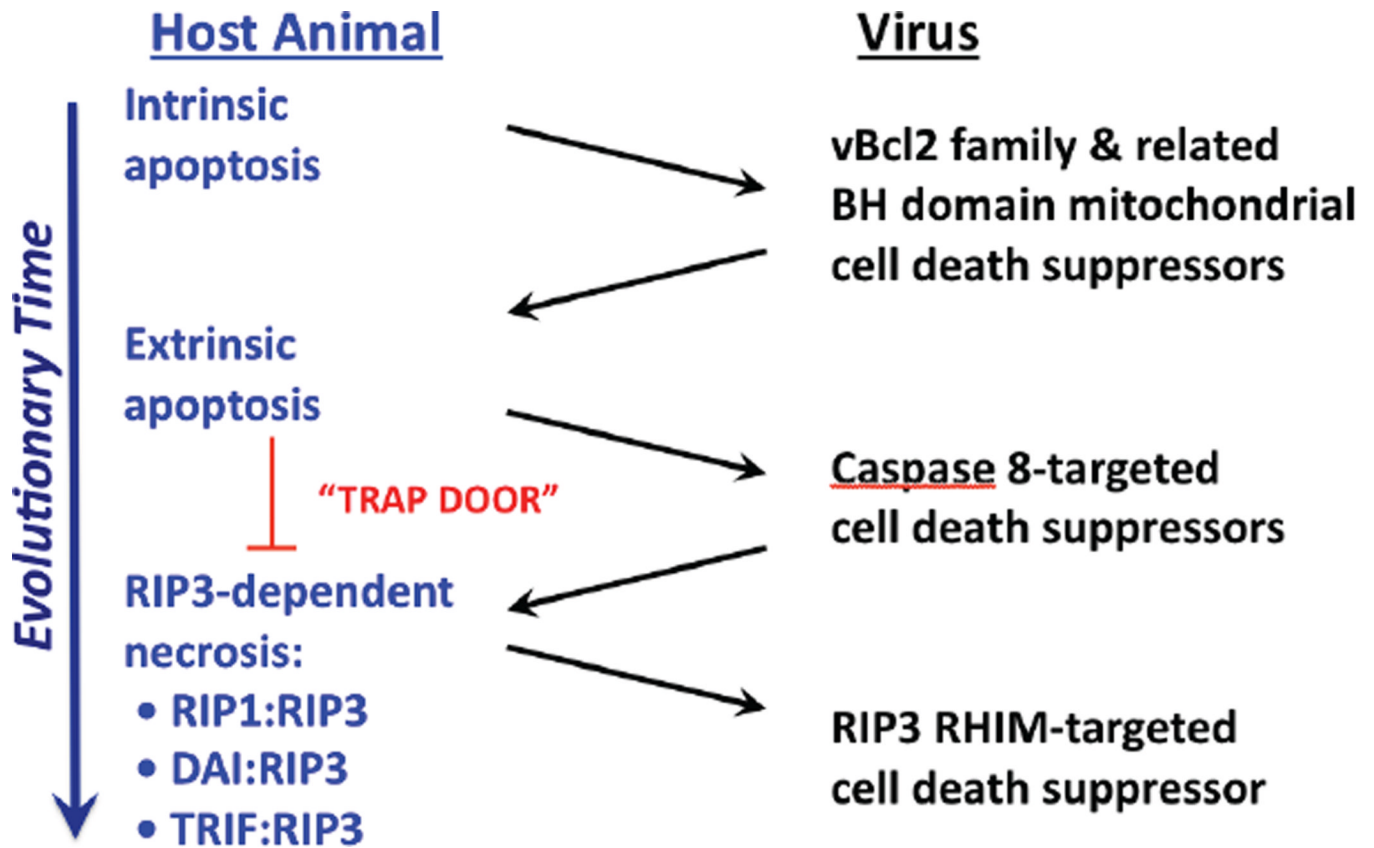 Host Animal
Virus
Evolutionary Time
Intrinsic
apoptosis
vBcl2 family & related
BH domain mitochondrial
cell death suppressors
Extrinsic
apoptosis
“TRAP DOOR”
Caspase 8-targeted
cell death suppressors
RIP3-dependent
necrosis:
• RIP1:RIP3
• DAI:RIP3
• TRIF:RIP3
RIP3 RHIM-targeted
cell death suppressor